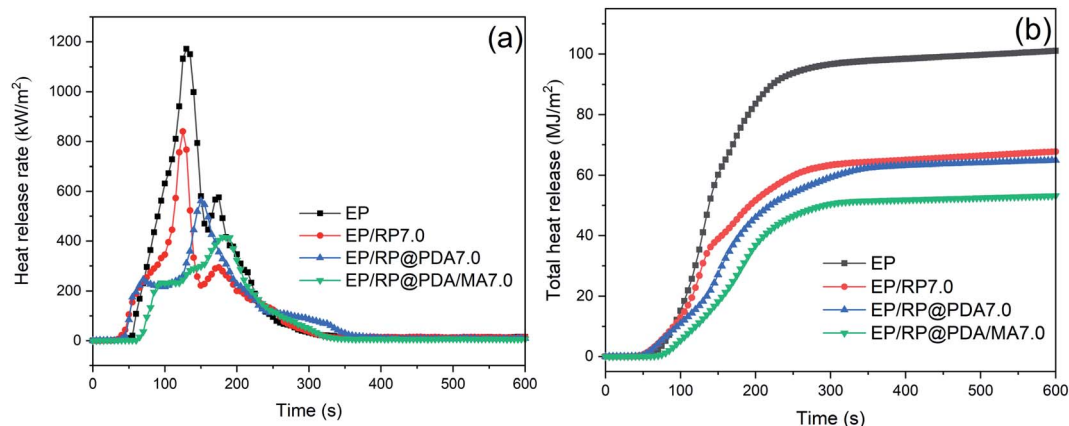 (a)
Heat release rate (kW/m²)
1200
1000
800
600
400
200
0
EP
EP/RP7.0
EP/RP@PDA7.0
EP/RP@PDA/MA7.0
0 100 200 300 400 500 600
Time (s)
(b)
Total heat release (MJ/m²)
100
80
60
40
20
0
EP
EP/RP7.0
EP/RP@PDA7.0
EP/RP@PDA/MA7.0
0 100 200 300 400 500 600
Time (s)